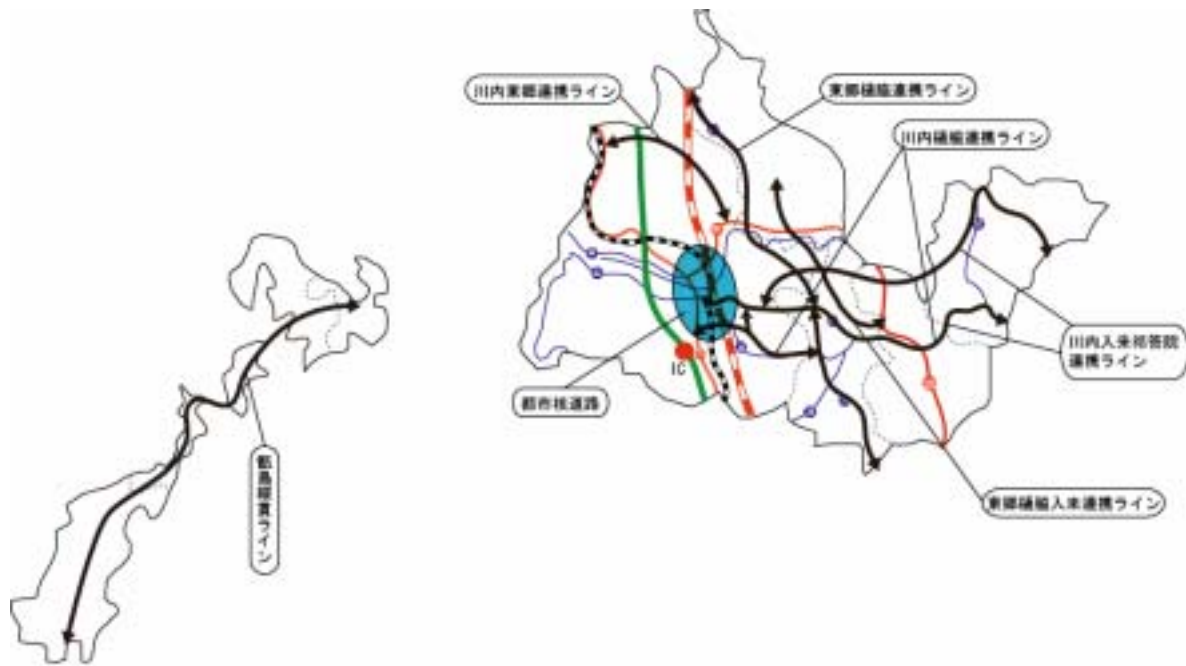 川内東郷連携ライン
東郷樋脇連携ライン
川内樋脇連携ライン
川内入来祁答院
連携ライン
IC
都市核道路
甑島縦貫ライン
東郷樋脇入来連携ライン